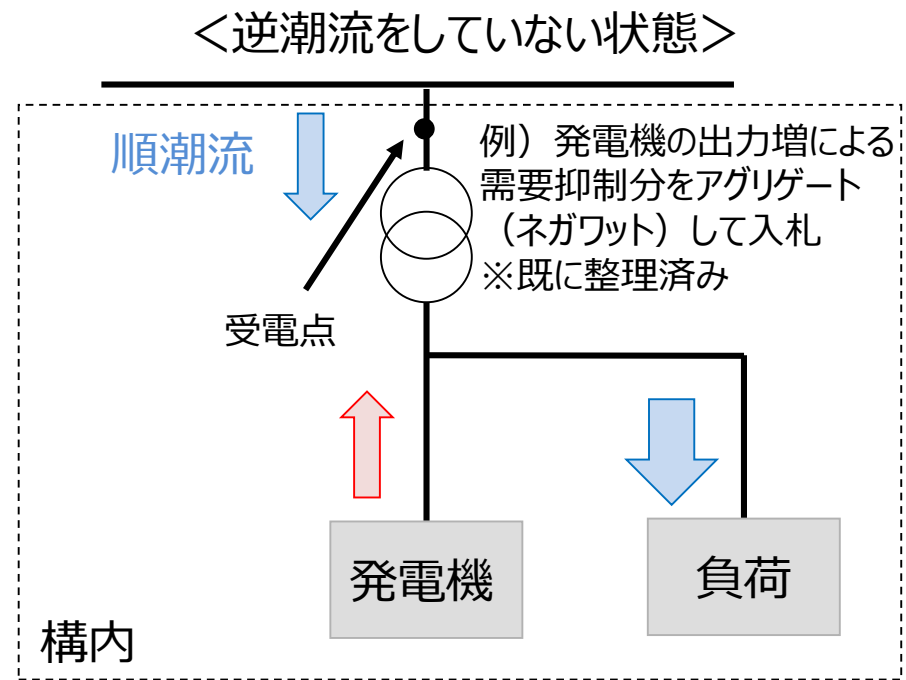 ＜逆潮流をしていない状態＞
順潮流
例）発電機の出力増による
需要抑制分をアグリゲート
（ネガワット）して入札
※既に整理済み
受電点
発電機
負荷
構内